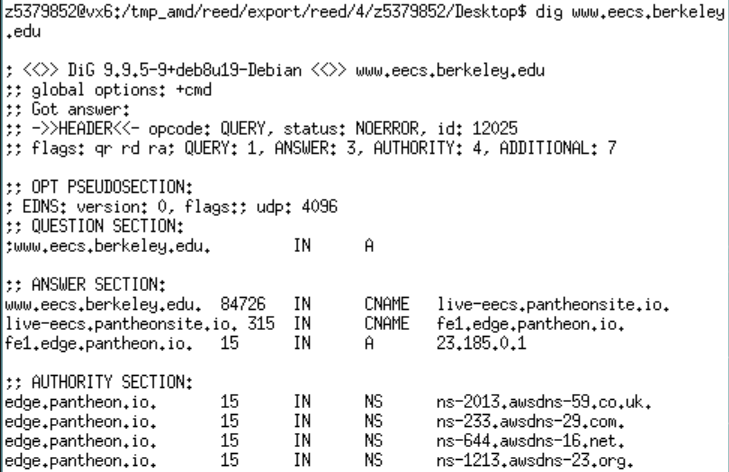 z5379852@vx6:/tmp_amd/reed/export/reed/4/z5379852/Desktop$ dig www.eecs.berkeley
.edu
; <<>> DiG 9.9.5-9+deb8u19-Debian <<>> www.eecs.berkeley.edu
;; global options: +cmd
;; Got answer:
;; ->>HEADER<<- opcode: QUERY, status: NOERROR, id: 12025
;; flags: qr rd ra; QUERY: 1, ANSWER: 3, AUTHORITY: 4, ADDITIONAL: 7
;; OPT PSEUDOSECTION:
; EDNS: version: 0, flags:; udp: 4096
;; QUESTION SECTION:
;www.eecs.berkeley.edu. IN A
;; ANSWER SECTION:
www.eecs.berkeley.edu. 84726 IN CNAME live-eecs.pantheonsite.io.
live-eecs.pantheonsite.io. 315 IN CNAME fe1.edge.pantheon.io.
fe1.edge.pantheon.io. 15 IN A 23.185.0.1
;; AUTHORITY SECTION:
edge.pantheon.io. 15 IN NS ns-2013.awsdns-59.co.uk.
edge.pantheon.io. 15 IN NS ns-233.awsdns-29.com.
edge.pantheon.io. 15 IN NS ns-644.awsdns-16.net.
edge.pantheon.io. 15 IN NS ns-1213.awsdns-23.org.